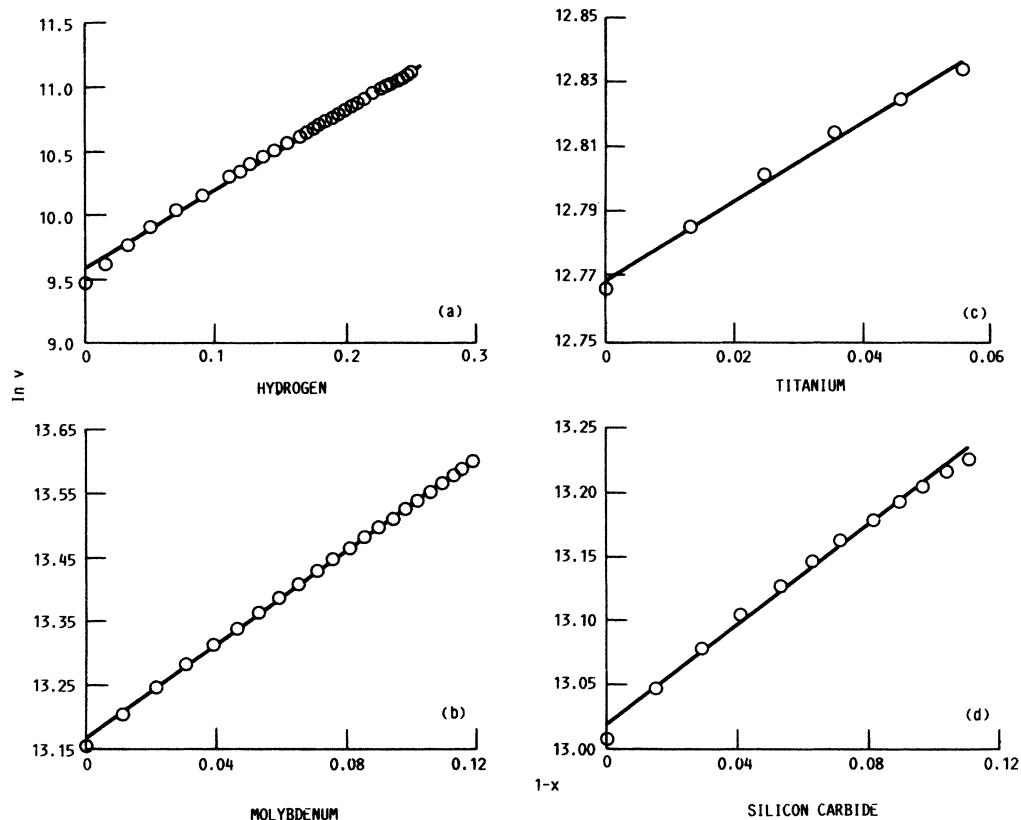 11.5
11.0
10.5
10.0
9.5
9.0
0 0.1 0.2 0.3
(a)
HYDROGEN
12.85
12.83
12.81
12.79
12.77
12.75
0 0.02 0.04 0.06
(c)
TITANIUM
ln v
13.65
13.55
13.45
13.35
13.25
13.15
0 0.04 0.08 0.12
(b)
MOLYBDENUM
13.25
13.20
13.15
13.10
13.05
13.00
0 0.04 0.08 0.12
(d)
1-x
SILICON CARBIDE